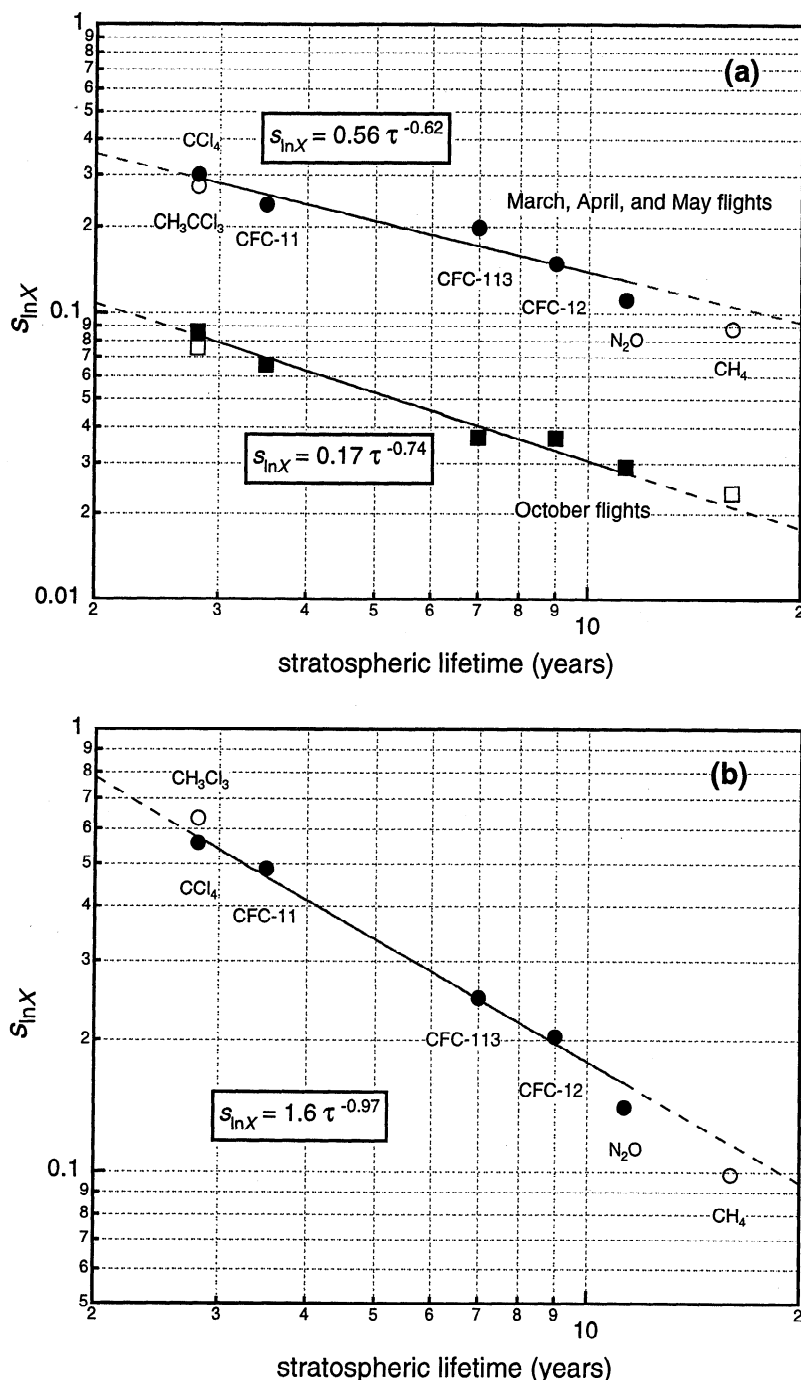 1
9
8
7
6
5
4
3
2
0.1
9
8
7
6
5
4
3
2
0.01
s_lnX
(a)
s_lnX = 0.56 τ^-0.62
CCl₄
CH₃CCl₃
CFC-11
March, April, and May flights
CFC-113
CFC-12
N₂O
CH₄
s_lnX = 0.17 τ^-0.74
October flights
2 3 4 5 6 7 8 9 10 2
stratospheric lifetime (years)
1
9
8
7
6
5
4
3
2
0.1
9
8
7
6
5
s_lnX
(b)
CH₃Cl₃
CCl₄
CFC-11
CFC-113
CFC-12
s_lnX = 1.6 τ^-0.97
N₂O
CH₄
2 3 4 5 6 7 8 9 10 2
stratospheric lifetime (years)